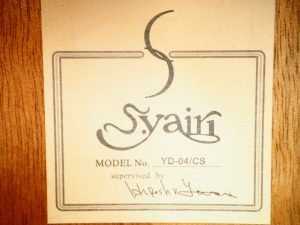 S.yairi
MODEL No. YD-04/CS
supervised by